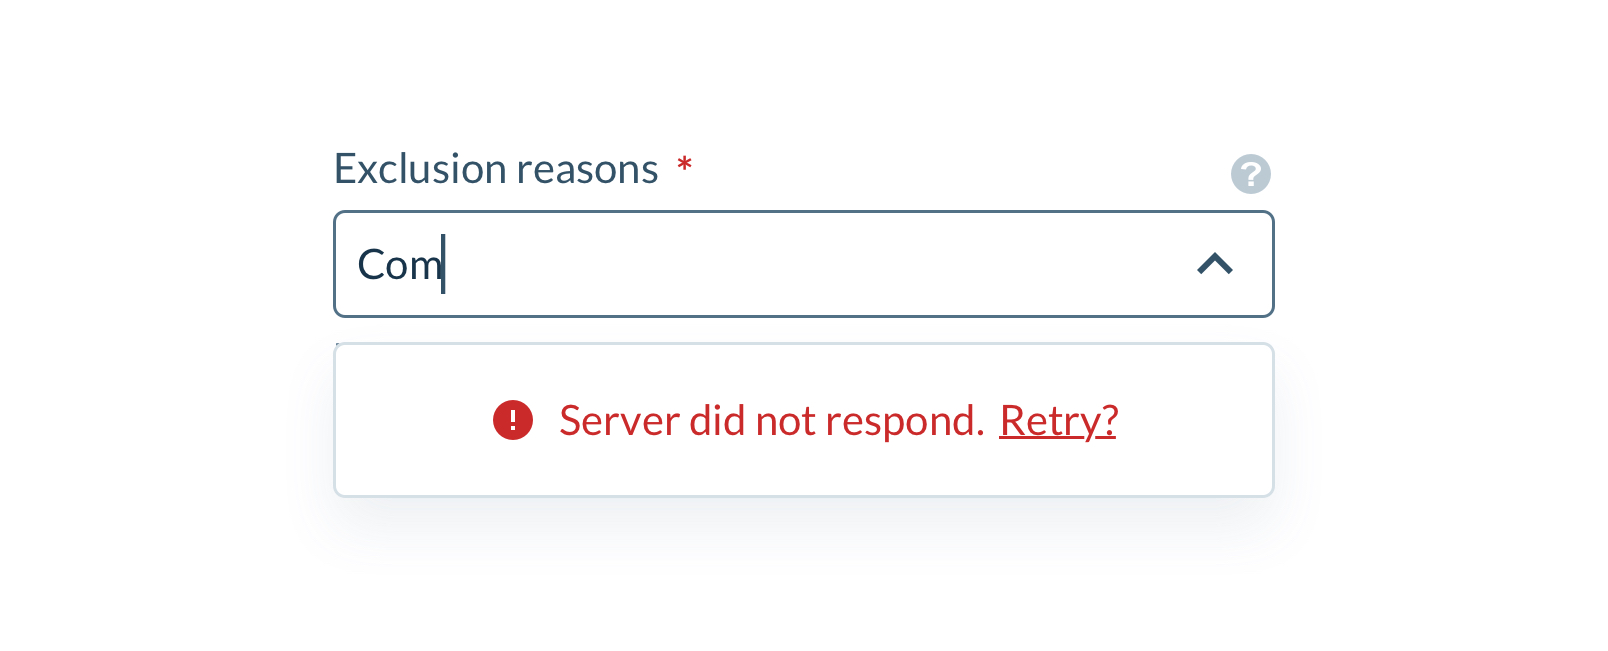 Exclusion reasons *
?
Com
! Server did not respond. Retry?